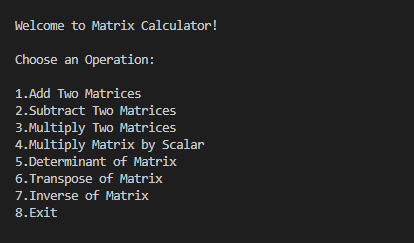 Welcome to Matrix Calculator!
Choose an Operation:
1.Add Two Matrices
2.Subtract Two Matrices
3.Multiply Two Matrices
4.Multiply Matrix by Scalar
5.Determinant of Matrix
6.Transpose of Matrix
7.Inverse of Matrix
8.Exit